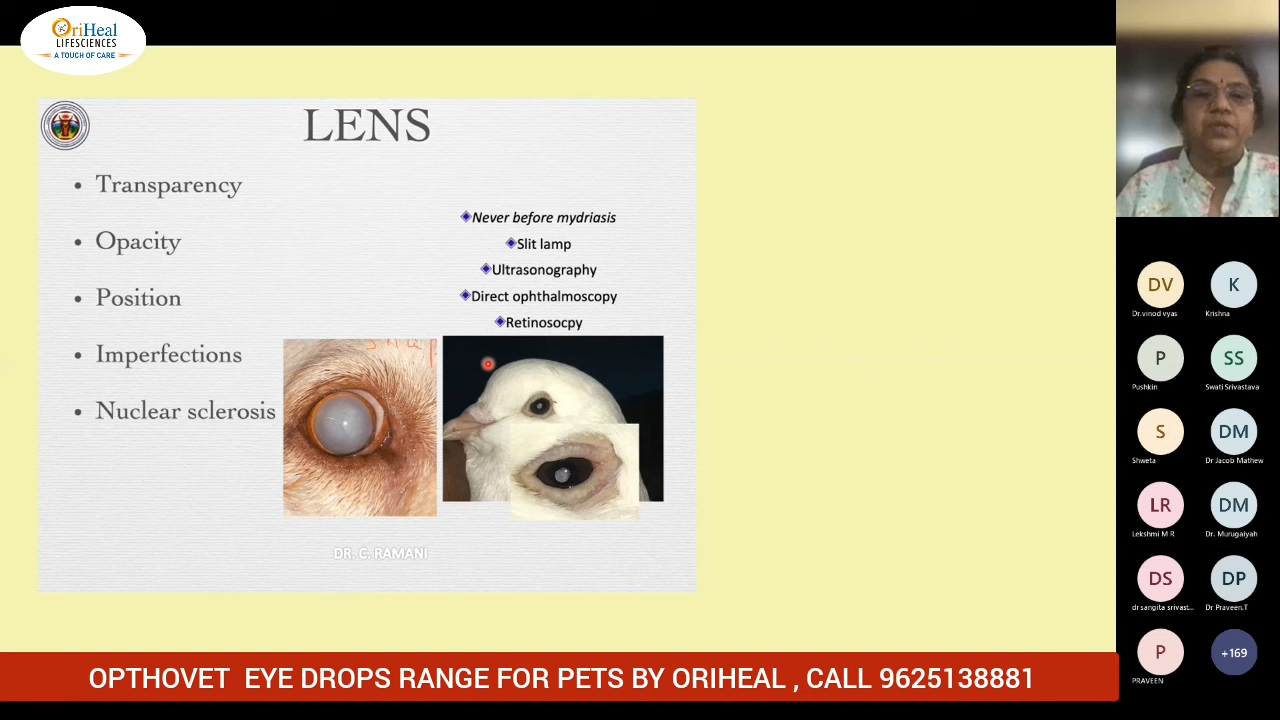 OriHeal
LIFESCIENCES
A TOUCH OF CARE
LENS
• Transparency
• Opacity
• Position
• Imperfections
• Nuclear sclerosis
Never before mydriasis
Slit lamp
Ultrasonography
Direct ophthalmoscopy
Retinosocpy
DR. C. RAMANI
DV
Dr.vinod vyas
K
Krishna
P
Pushkin
SS
Swati Srivastava
S
Shweta
DM
Dr Jacob Mathew
LR
Lekshmi M R
DM
Dr. Murugaiyah
DS
dr sangita srivast...
DP
Dr Praveen.T
P
PRAVEEN
+169
OPTHOVET EYE DROPS RANGE FOR PETS BY ORIHEAL , CALL 9625138881